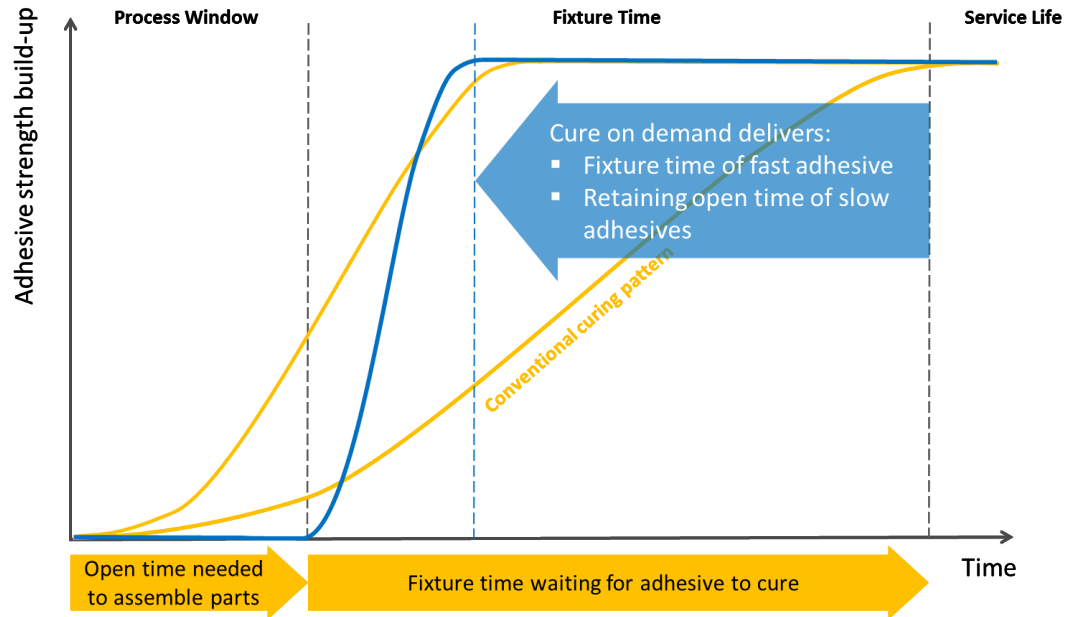 Process Window
Fixture Time
Service Life
Adhesive strength build-up
Cure on demand delivers:
▪ Fixture time of fast adhesive
▪ Retaining open time of slow
adhesives
Conventional curing pattern
Time
Open time needed
to assemble parts
Fixture time waiting for adhesive to cure